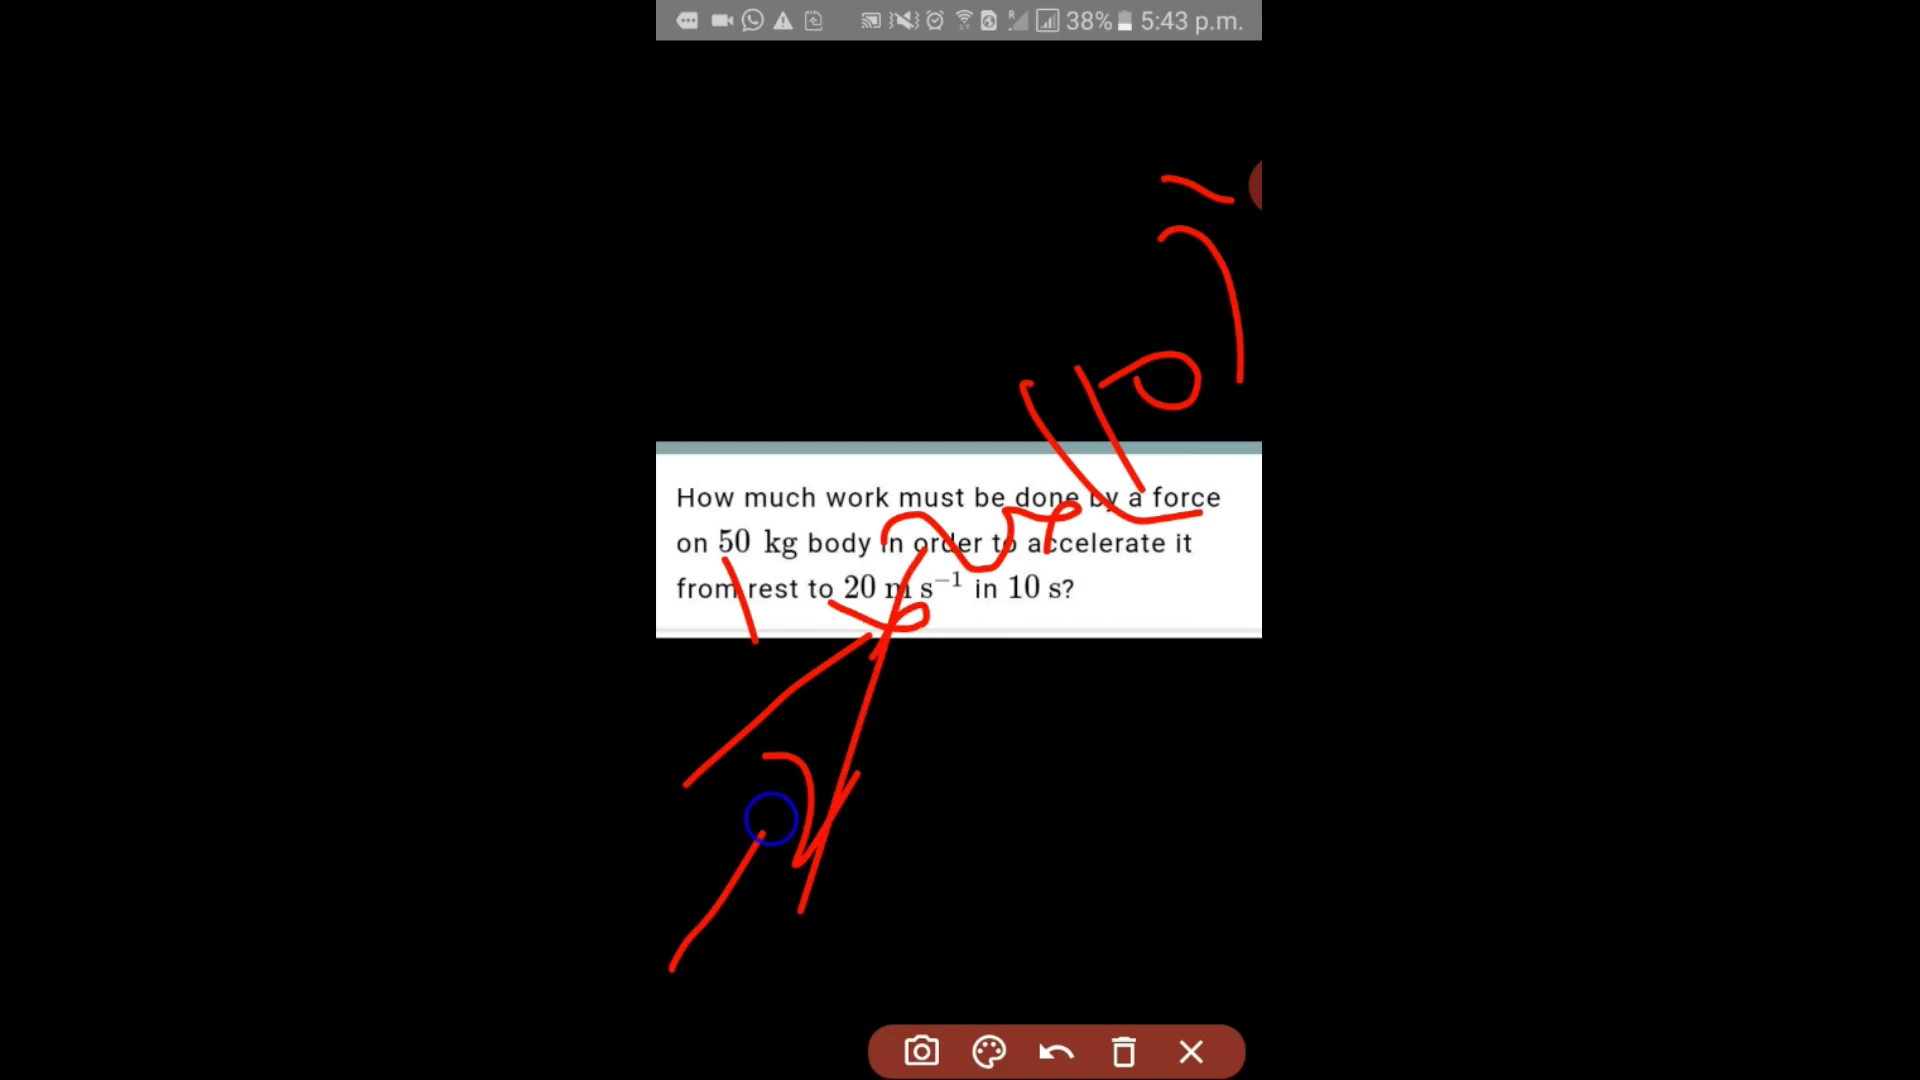 38% 5:43 p.m.
How much work must be done by a force
on 50 kg body in order to accelerate it
from rest to 20 m s⁻¹ in 10 s?